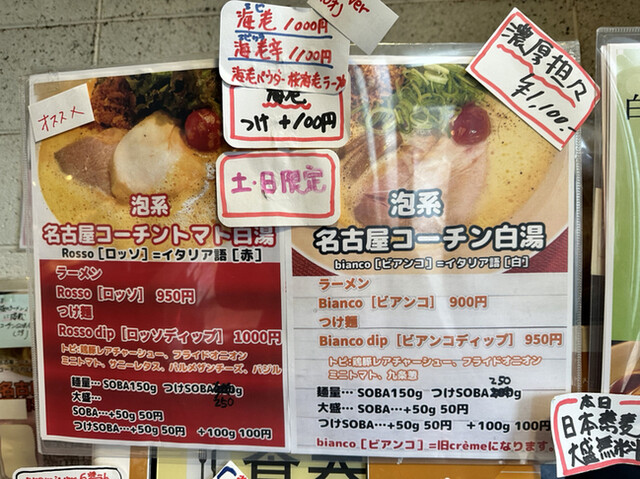 ver
エビ
海老 1000円
エビから
海老辛 1100円
海老パウダー 桜海老ラー油
海老
つけ +100円
濃厚担々
¥1,100.-
オススメ
土・日限定
泡系
名古屋コーチントマト白湯
Rosso [ロッソ] =イタリア語 [赤]
ラーメン
Rosso [ロッソ] 950円
つけ麺
Rosso dip [ロッソディップ] 1000円
トピ:鶏豚レアチャーシュー、フライドオニオン
ミニトマト、サニーレタス、パルメザンチーズ、バジル
麺量… SOBA150g つけSOBA g
250
大盛…
SOBA…+50g 50円
つけSOBA…+50g 50円 +100g 100円
泡系
名古屋コーチン白湯
bianco [ビアンコ] =イタリア語 [白]
ラーメン
Bianco [ビアンコ] 900円
つけ麺
Bianco dip [ビアンコディップ] 950円
トピ:鶏豚レアチャーシュー、フライドオニオン
ミニトマト、九条葱
250
麺量… SOBA150g つけSOBA g
大盛…
SOBA…+50g 50円
つけSOBA…+50g 50円 +100g 100円
bianco [ビアンコ] =旧crèmeになります。
本日
日本蕎麦
大盛無料